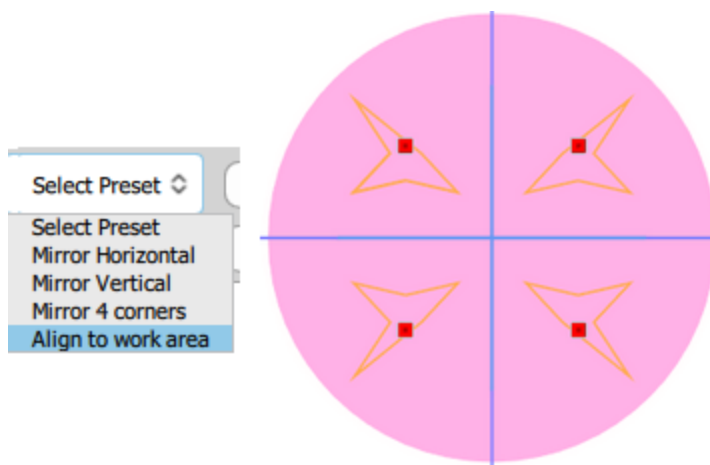 Select Preset
Select Preset
Mirror Horizontal
Mirror Vertical
Mirror 4 corners
Align to work area